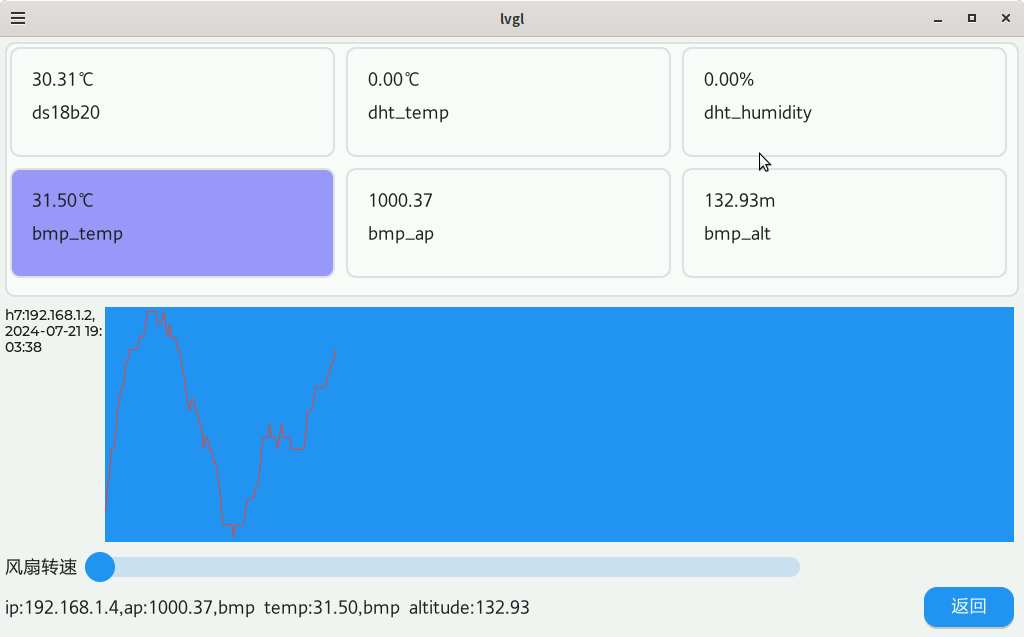 lvgl
30.31℃
ds18b20
0.00℃
dht_temp
0.00%
dht_humidity
31.50℃
bmp_temp
1000.37
bmp_ap
132.93m
bmp_alt
h7:192.168.1.2,
2024-07-21 19:
03:38
风扇转速
ip:192.168.1.4,ap:1000.37,bmp  temp:31.50,bmp  altitude:132.93
返回